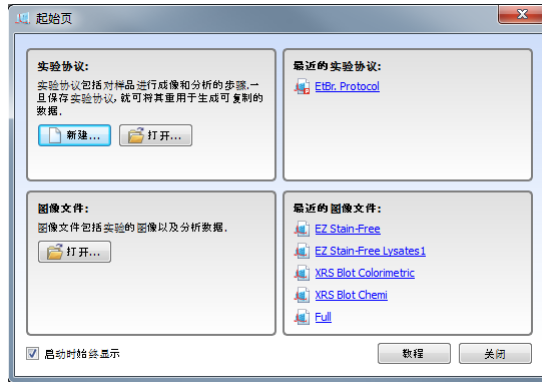 起始页
实验协议:
实验协议包括对样品进行成像和分析的步骤.一
旦保存实验协议,就可将其重用于生成可复制的
数据.
新建...
打开...
最近的实验协议:
EtBr. Protocol
图像文件:
图像文件包括实验的图像以及分析数据.
打开...
最近的图像文件:
EZ Stain-Free
EZ Stain-Free Lysates1
XRS Blot Colorimetric
XRS Blot Chemi
Full
启动时始终显示
教程
关闭